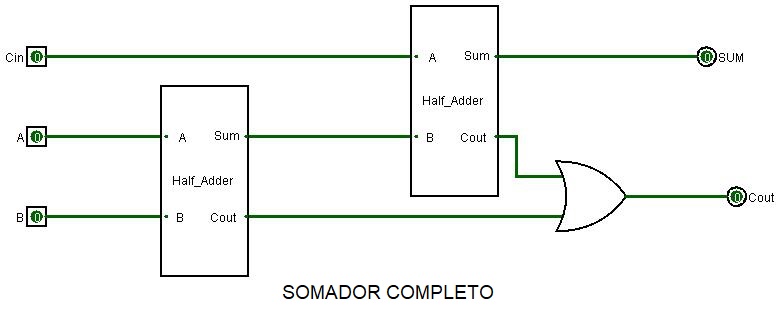 Cin 0
A Sum
0 SUM
Half_Adder
A 0
B Cout
A Sum
Half_Adder
B 0
B Cout
0 Cout
SOMADOR COMPLETO